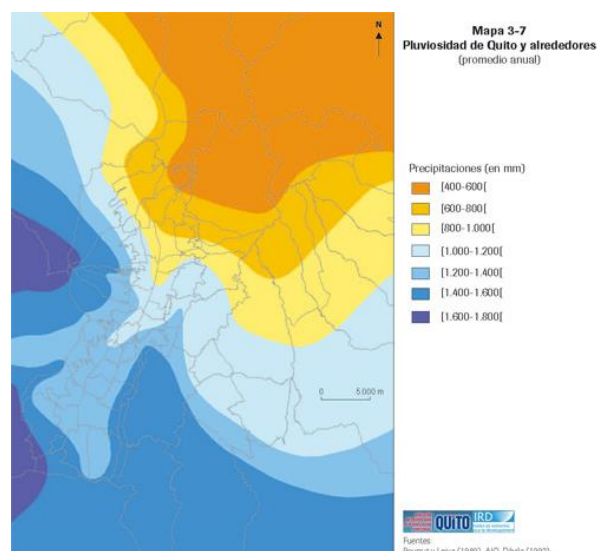 N
Mapa 3-7
Pluviosidad de Quito y alrededores
(promedio anual)
Precipitaciones (en mm)
[400-600[
[600-800[
[800-1.000[
[1.000-1.200[
[1.200-1.400[
[1.400-1.600[
[1.600-1.800[
0 5.000 m
QUITO IRD
Fuentes